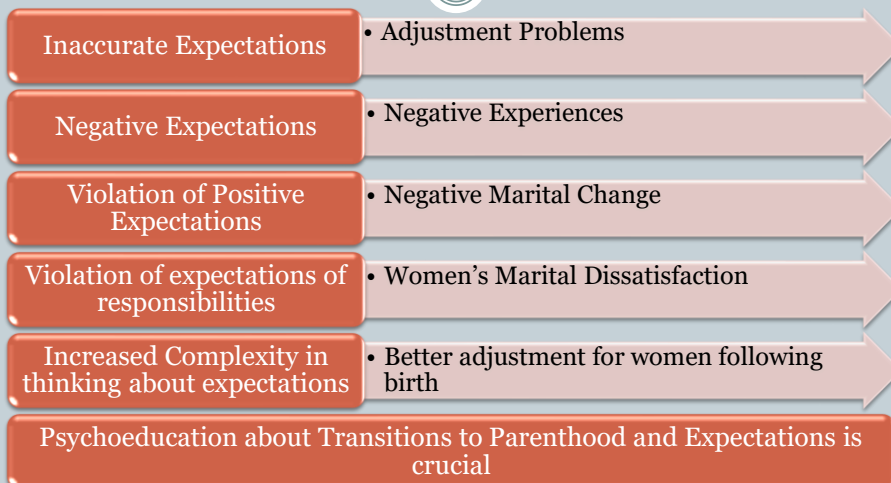 Inaccurate Expectations
• Adjustment Problems
Negative Expectations
• Negative Experiences
Violation of Positive
Expectations
• Negative Marital Change
Violation of expectations of
responsibilities
• Women's Marital Dissatisfaction
Increased Complexity in
thinking about expectations
• Better adjustment for women following
birth
Psychoeducation about Transitions to Parenthood and Expectations is
crucial